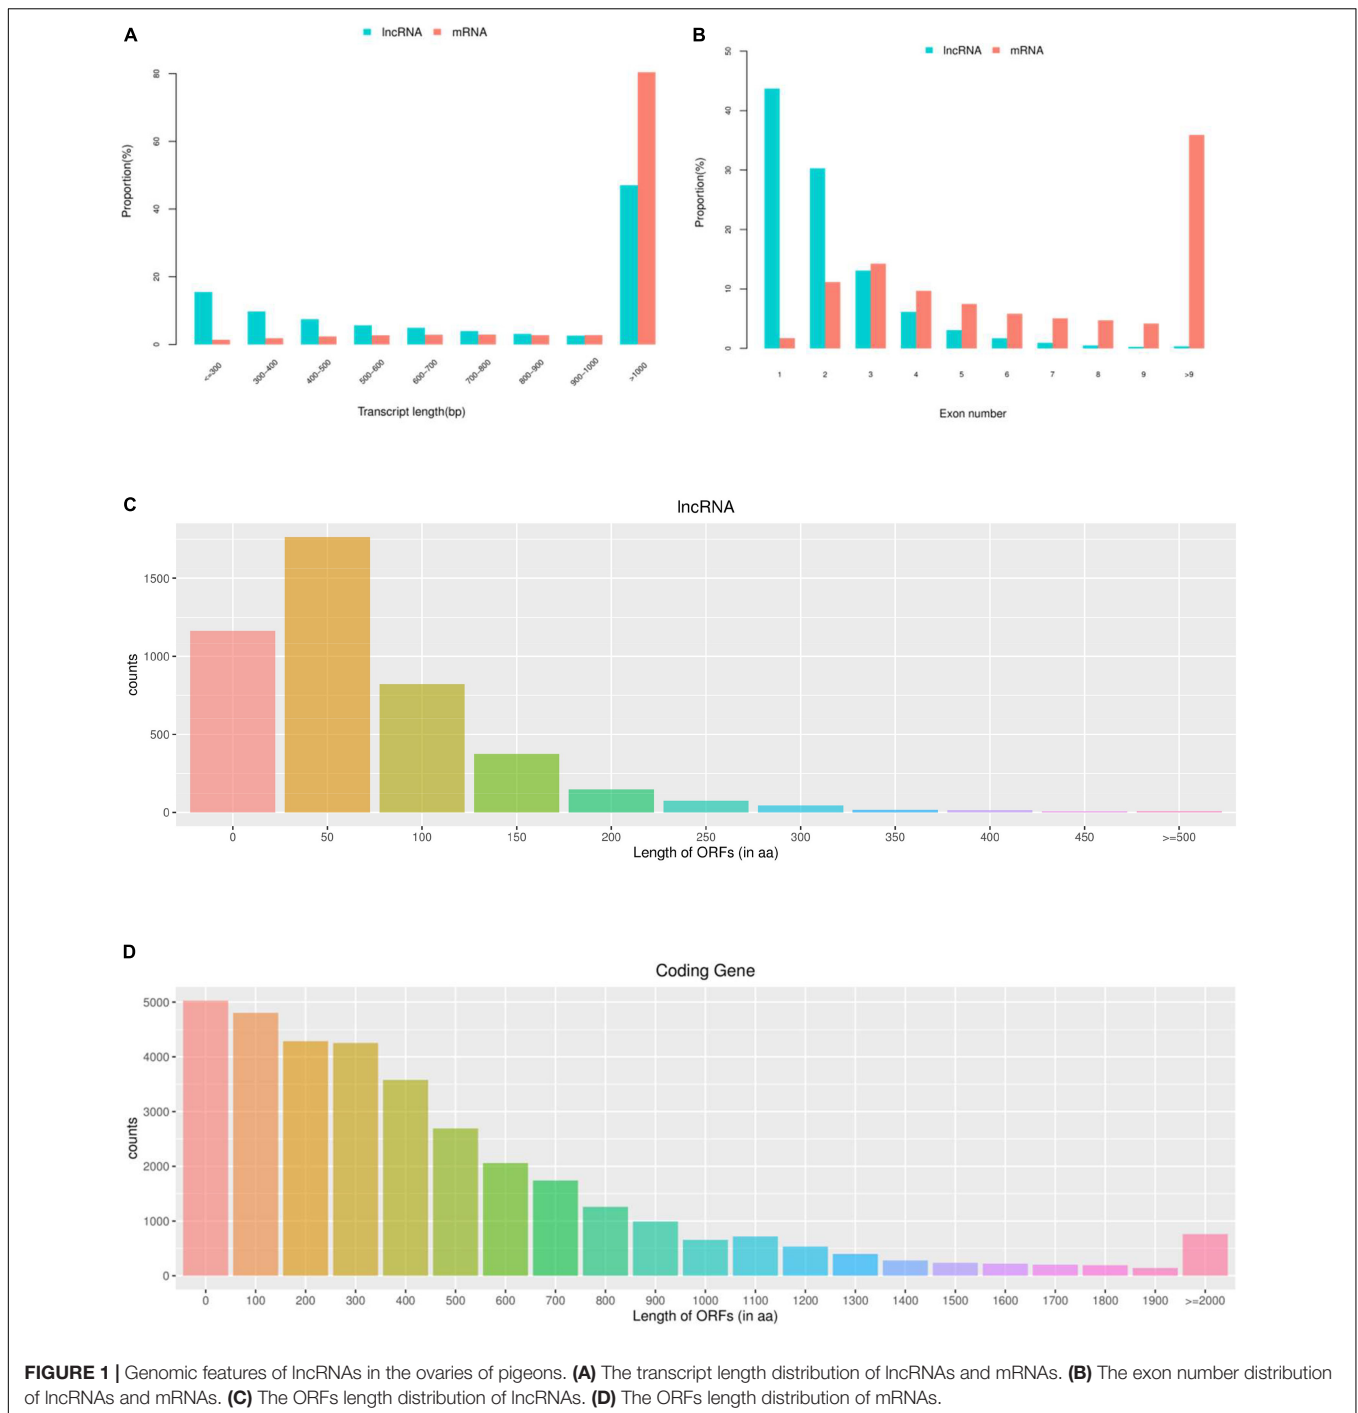 A
lncRNA mRNA
Proportion(%)
80
60
40
20
0
<=300 300-400 400-500 500-600 600-700 700-800 800-900 900-1000 >1000
Transcript length(bp)
B
lncRNA mRNA
Proportion(%)
50
40
30
20
10
0
1 2 3 4 5 6 7 8 9 >9
Exon number
C
lncRNA
counts
1500
1000
500
0
0 50 100 150 200 250 300 350 400 450 >=500
Length of ORFs (in aa)
D
Coding Gene
counts
5000
4000
3000
2000
1000
0
0 100 200 300 400 500 600 700 800 900 1000 1100 1200 1300 1400 1500 1600 1700 1800 1900 >=2000
Length of ORFs (in aa)
FIGURE 1 | Genomic features of lncRNAs in the ovaries of pigeons. (A) The transcript length distribution of lncRNAs and mRNAs. (B) The exon number distribution
of lncRNAs and mRNAs. (C) The ORFs length distribution of lncRNAs. (D) The ORFs length distribution of mRNAs.